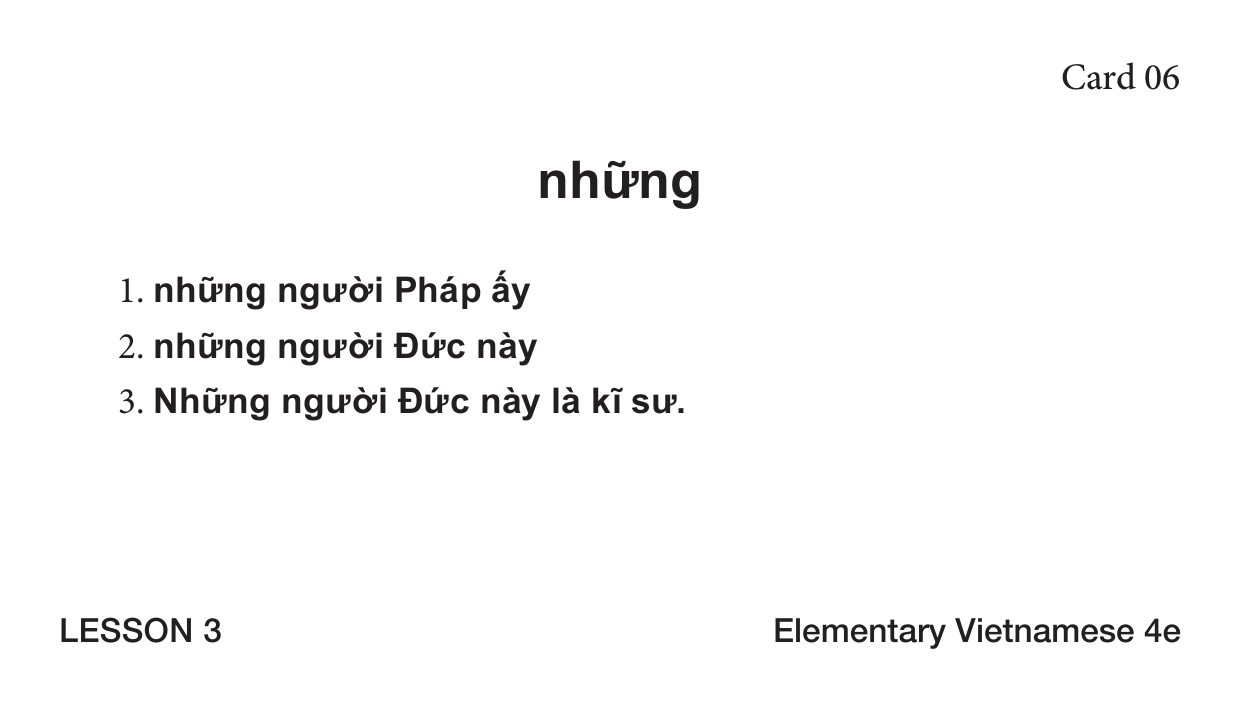 Card 06
những
1. những người Pháp ấy
2. những người Đức này
3. Những người Đức này là kĩ sư.
LESSON 3
Elementary Vietnamese 4e